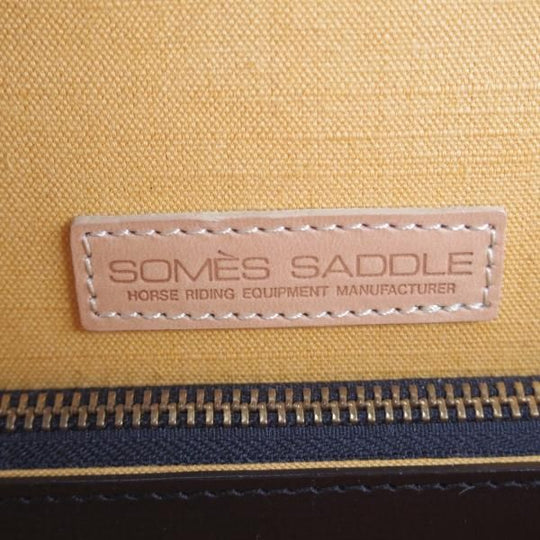 SOMÈS SADDLE
HORSE RIDING EQUIPMENT MANUFACTURER